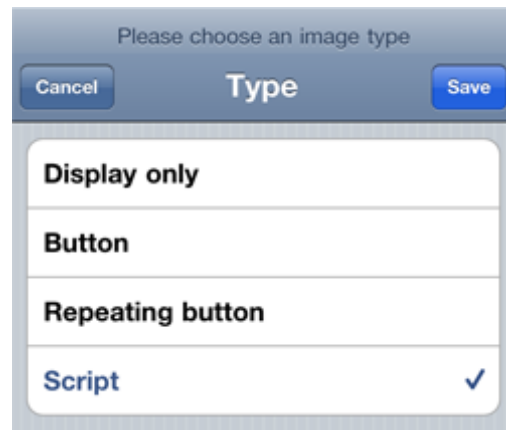 Please choose an image type
Cancel Type Save
Display only
Button
Repeating button
Script